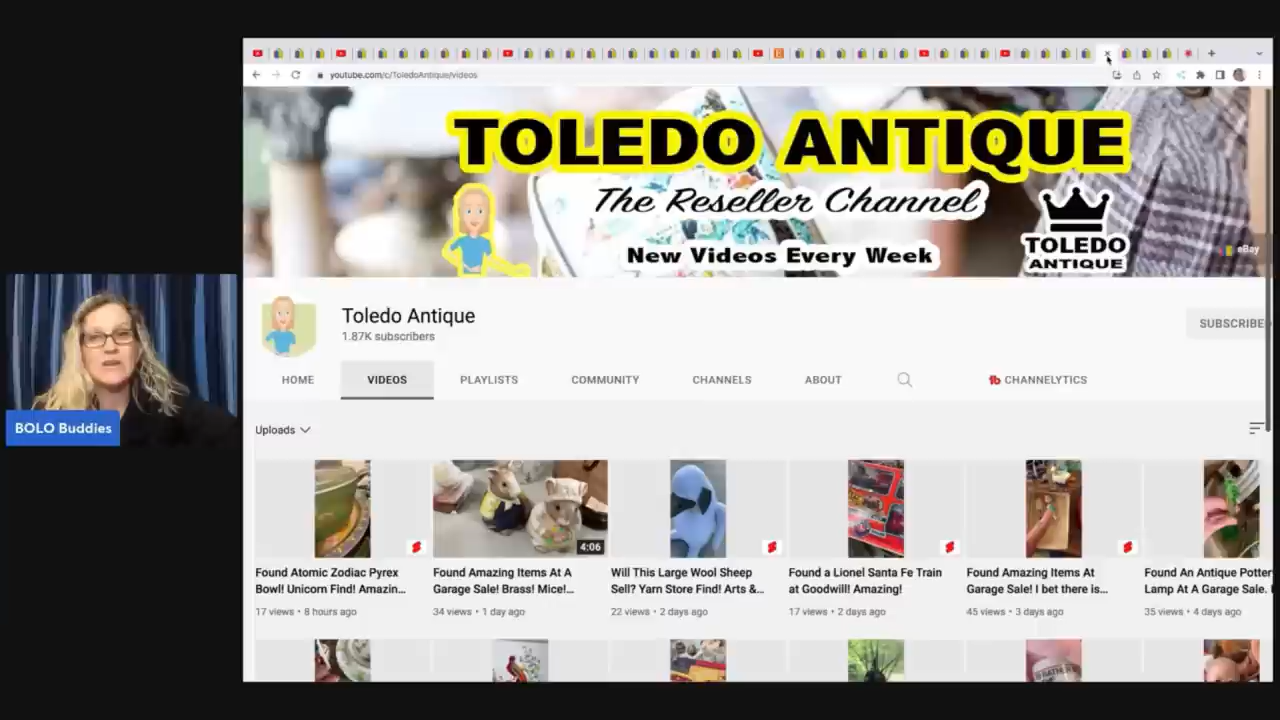 youtube.com/c/ToledoAntique/videos
TOLEDO ANTIQUE
The Reseller Channel
New Videos Every Week
TOLEDO
ANTIQUE
eBay
Toledo Antique
1.87K subscribers
SUBSCRIBE
HOME VIDEOS PLAYLISTS COMMUNITY CHANNELS ABOUT CHANNELYTICS
BOLO Buddies
Uploads
4:06
Found Atomic Zodiac Pyrex
Bowl! Unicorn Find! Amazin...
17 views • 8 hours ago
Found Amazing Items At A
Garage Sale! Brass! Mice!...
34 views • 1 day ago
Will This Large Wool Sheep
Sell? Yarn Store Find! Arts &...
22 views • 2 days ago
Found a Lionel Santa Fe Train
at Goodwill! Amazing!
17 views • 2 days ago
Found Amazing Items At
Garage Sale! I bet there is...
45 views • 3 days ago
Found An Antique Potter
Lamp At A Garage Sale.
35 views • 4 days ago